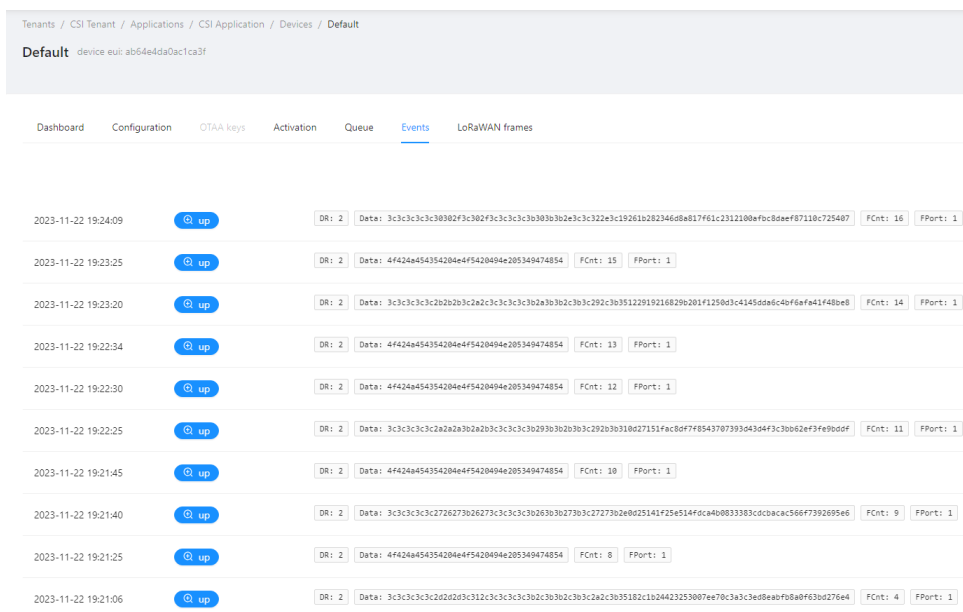 Tenants / CSI Tenant / Applications / CSI Application / Devices / Default
Default device eui: ab64e4da0ac1ca3f
Dashboard Configuration OTAA keys Activation Queue Events LoRaWAN frames
2023-11-22 19:24:09 up DR: 2 Data: 3c3c3c3c3c30302f3c302f3c3c3c3c3b303b3b2e3c3c322e3c19261b282346d8a817f61c2312100afbc8daef87110c725407 FCnt: 16 FPort: 1
2023-11-22 19:23:25 up DR: 2 Data: 4f424a454354204e4f5420494e205349474854 FCnt: 15 FPort: 1
2023-11-22 19:23:20 up DR: 2 Data: 3c3c3c3c3c2b2b2b3c2a2c3c3c3c3c3b2a3b3b2c3b3c292c3b35122919216829b201f1250d3c4145dda6c4bf6afa41f48be8 FCnt: 14 FPort: 1
2023-11-22 19:22:34 up DR: 2 Data: 4f424a454354204e4f5420494e205349474854 FCnt: 13 FPort: 1
2023-11-22 19:22:30 up DR: 2 Data: 4f424a454354204e4f5420494e205349474854 FCnt: 12 FPort: 1
2023-11-22 19:22:25 up DR: 2 Data: 3c3c3c3c3c2a2a2a3b2a2b3c3c3c3c3b293b3b2b3b3c292b3b310d27151fac8df7f8543707393d43d4f3c3bb62ef3fe9bddf FCnt: 11 FPort: 1
2023-11-22 19:21:45 up DR: 2 Data: 4f424a454354204e4f5420494e205349474854 FCnt: 10 FPort: 1
2023-11-22 19:21:40 up DR: 2 Data: 3c3c3c3c3c2726273b26273c3c3c3c3b263b3b273b3c27273b2e0d25141f25e514fdca4b0833383cdcbacac566f7392695e6 FCnt: 9 FPort: 1
2023-11-22 19:21:25 up DR: 2 Data: 4f424a454354204e4f5420494e205349474854 FCnt: 8 FPort: 1
2023-11-22 19:21:06 up DR: 2 Data: 3c3c3c3c3c2d2d2d3c312c3c3c3c3c3b2c3b3b2c3b3c2a2c3b35182c1b24423253007ee70c3a3c3ed8eabfb8a0f63bd276e4 FCnt: 4 FPort: 1